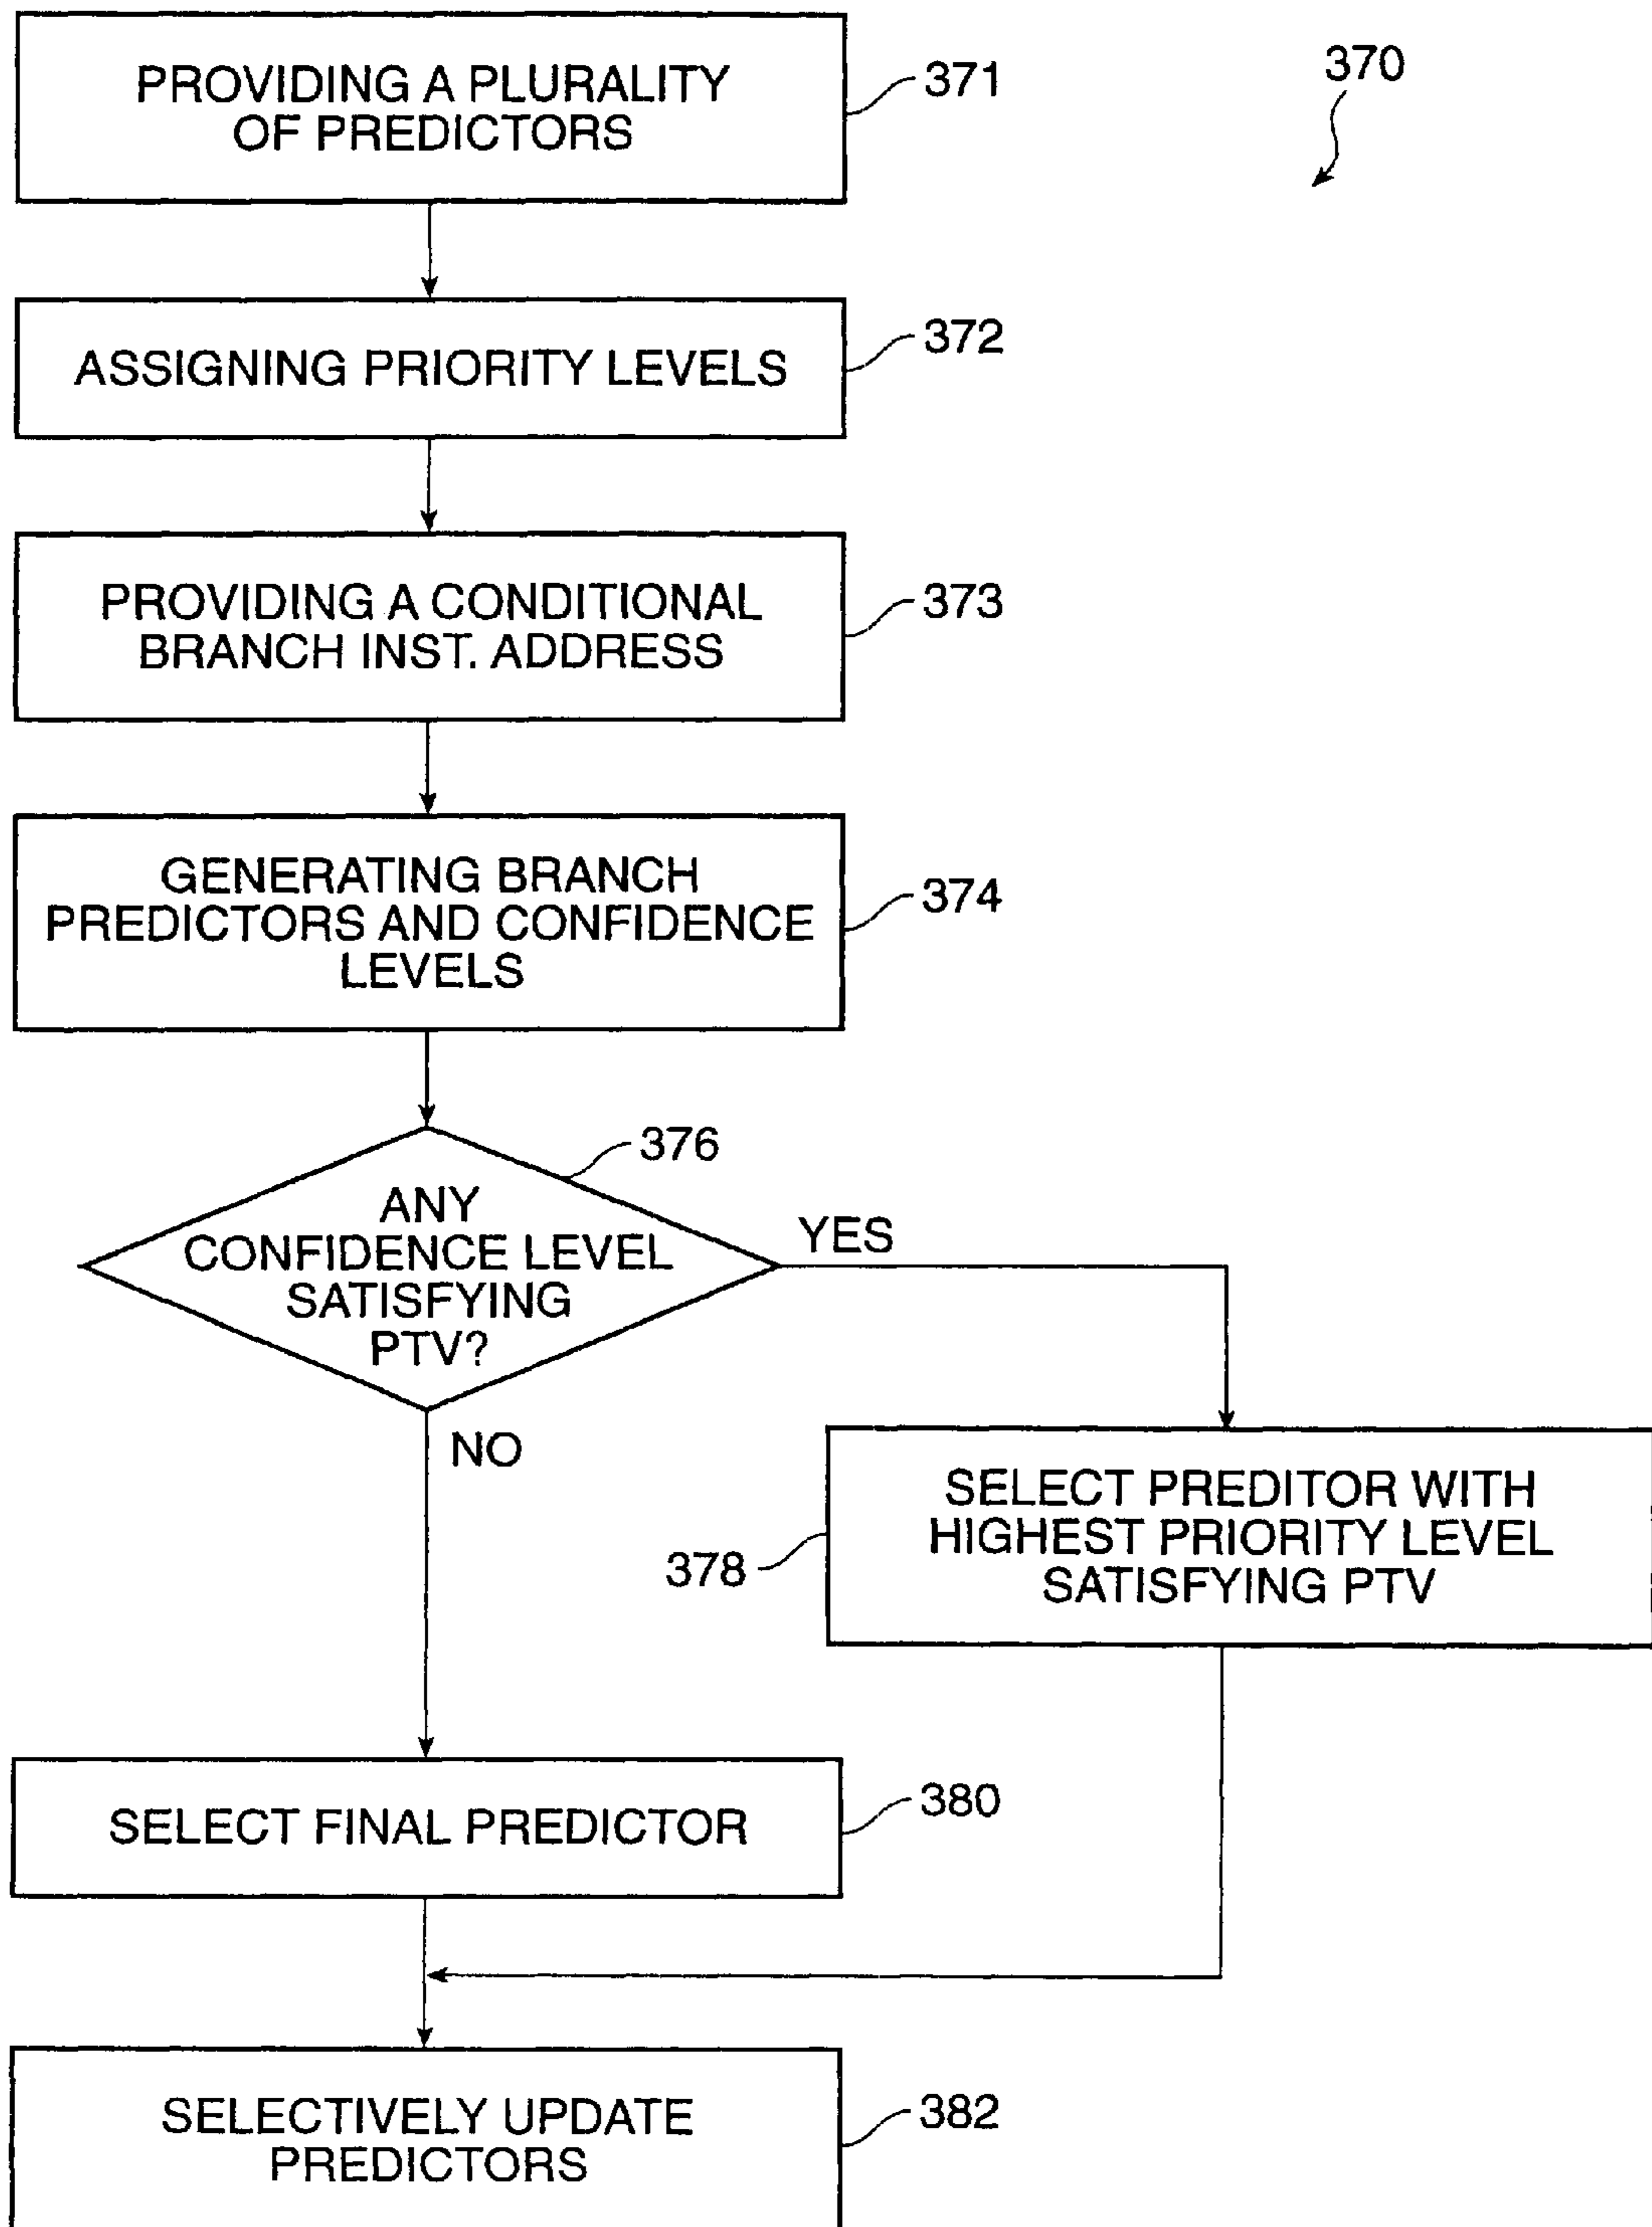 PROVIDING A PLURALITY
OF PREDICTORS
371
370
ASSIGNING PRIORITY LEVELS
372
PROVIDING A CONDITIONAL
BRANCH INST. ADDRESS
373
GENERATING BRANCH
PREDICTORS AND CONFIDENCE
LEVELS
374
376
ANY
CONFIDENCE LEVEL
SATISFYING
PTV?
YES
NO
SELECT PREDITOR WITH
HIGHEST PRIORITY LEVEL
SATISFYING PTV
378
SELECT FINAL PREDICTOR
380
SELECTIVELY UPDATE
PREDICTORS
382